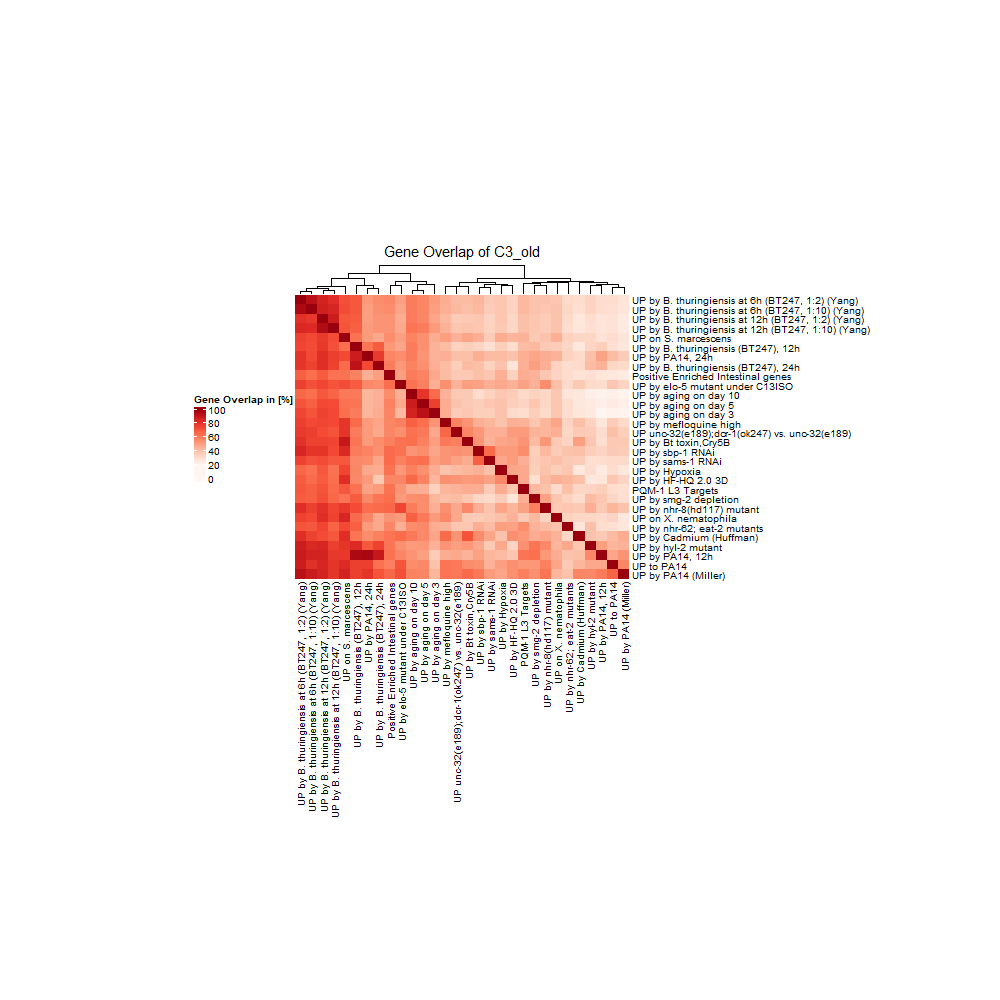 Gene Overlap of C3_old
UP by B. thuringiensis at 6h (BT247, 1:2) (Yang)
UP by B. thuringiensis at 6h (BT247, 1:10) (Yang)
UP by B. thuringiensis at 12h (BT247, 1:2) (Yang)
UP by B. thuringiensis at 12h (BT247, 1:10) (Yang)
UP on S. marcescens
UP by B. thuringiensis (BT247), 12h
UP by PA14, 24h
UP by B. thuringiensis (BT247), 24h
Positive Enriched Intestinal genes
UP by elo-5 mutant under C13ISO
UP by aging on day 10
UP by aging on day 5
UP by aging on day 3
UP by mefloquine high
UP unc-32(e189);dcr-1(ok247) vs. unc-32(e189)
UP by Bt toxin,Cry5B
UP by sbp-1 RNAi
UP by sams-1 RNAi
UP by Hypoxia
UP by HF-HQ 2.0 3D
PQM-1 L3 Targets
UP by smg-2 depletion
UP by nhr-8(hd117) mutant
UP on X. nematophila
UP by nhr-62; eat-2 mutants
UP by Cadmium (Huffman)
UP by hyl-2 mutant
UP by PA14, 12h
UP to PA14
UP by PA14 (Miller)
Gene Overlap in [%]
100
80
60
40
20
0
UP by B. thuringiensis at 6h (BT247, 1:2) (Yang)
UP by B. thuringiensis at 6h (BT247, 1:10) (Yang)
UP by B. thuringiensis at 12h (BT247, 1:2) (Yang)
UP by B. thuringiensis at 12h (BT247, 1:10) (Yang)
UP on S. marcescens
UP by B. thuringiensis (BT247), 12h
UP by PA14, 24h
UP by B. thuringiensis (BT247), 24h
Positive Enriched Intestinal genes
UP by elo-5 mutant under C13ISO
UP by aging on day 10
UP by aging on day 5
UP by aging on day 3
UP by mefloquine high
UP unc-32(e189);dcr-1(ok247) vs. unc-32(e189)
UP by Bt toxin,Cry5B
UP by sbp-1 RNAi
UP by sams-1 RNAi
UP by Hypoxia
UP by HF-HQ 2.0 3D
PQM-1 L3 Targets
UP by smg-2 depletion
UP by nhr-8(hd117) mutant
UP on X. nematophila
UP by nhr-62; eat-2 mutants
UP by Cadmium (Huffman)
UP by hyl-2 mutant
UP by PA14, 12h
UP to PA14
UP by PA14 (Miller)